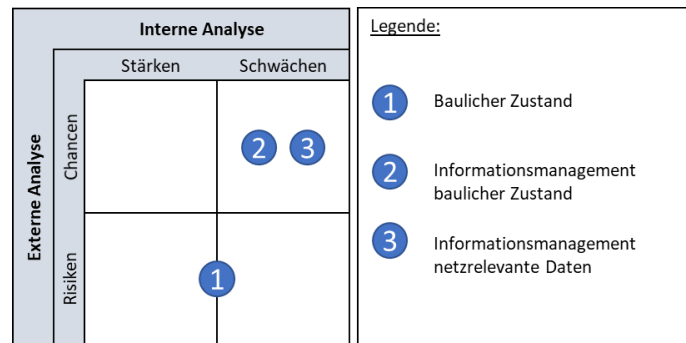 Interne Analyse
Stärken
Schwächen
Externe Analyse
Chancen
Risiken
2
3
1
Legende:
1
Baulicher Zustand
2
Informationsmanagement
baulicher Zustand
3
Informationsmanagement
netzrelevante Daten